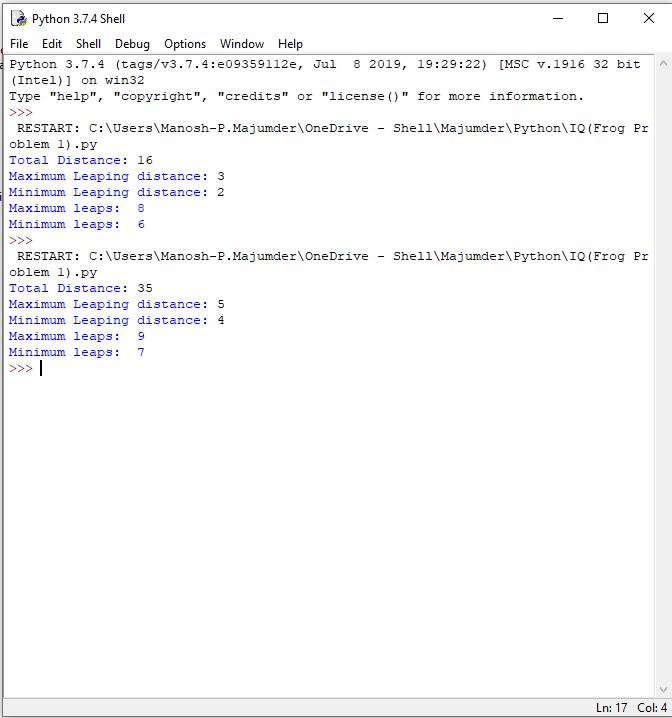 Python 3.7.4 Shell
File Edit Shell Debug Options Window Help
Python 3.7.4 (tags/v3.7.4:e09359112e, Jul  8 2019, 19:29:22) [MSC v.1916 32 bit
(Intel)] on win32
Type "help", "copyright", "credits" or "license()" for more information.
>>>
 RESTART: C:\Users\Manosh-P.Majumder\OneDrive - Shell\Majumder\Python\IQ(Frog Pr
oblem 1).py
Total Distance: 16
Maximum Leaping distance: 3
Minimum Leaping distance: 2
Maximum leaps:  8
Minimum leaps:  6
>>>
 RESTART: C:\Users\Manosh-P.Majumder\OneDrive - Shell\Majumder\Python\IQ(Frog Pr
oblem 1).py
Total Distance: 35
Maximum Leaping distance: 5
Minimum Leaping distance: 4
Maximum leaps:  9
Minimum leaps:  7
>>>
Ln: 17 Col: 4